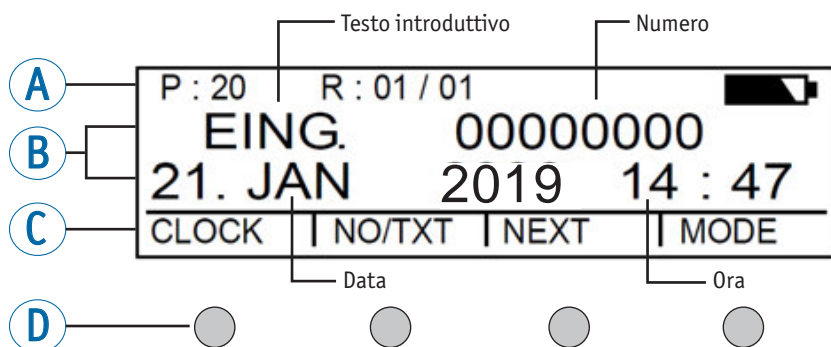 Testo introduttivo Numero
A P : 20 R : 01 / 01
B EING. 00000000
21. JAN 2019 14 : 47
C CLOCK NO/TXT NEXT MODE
Data Ora
D